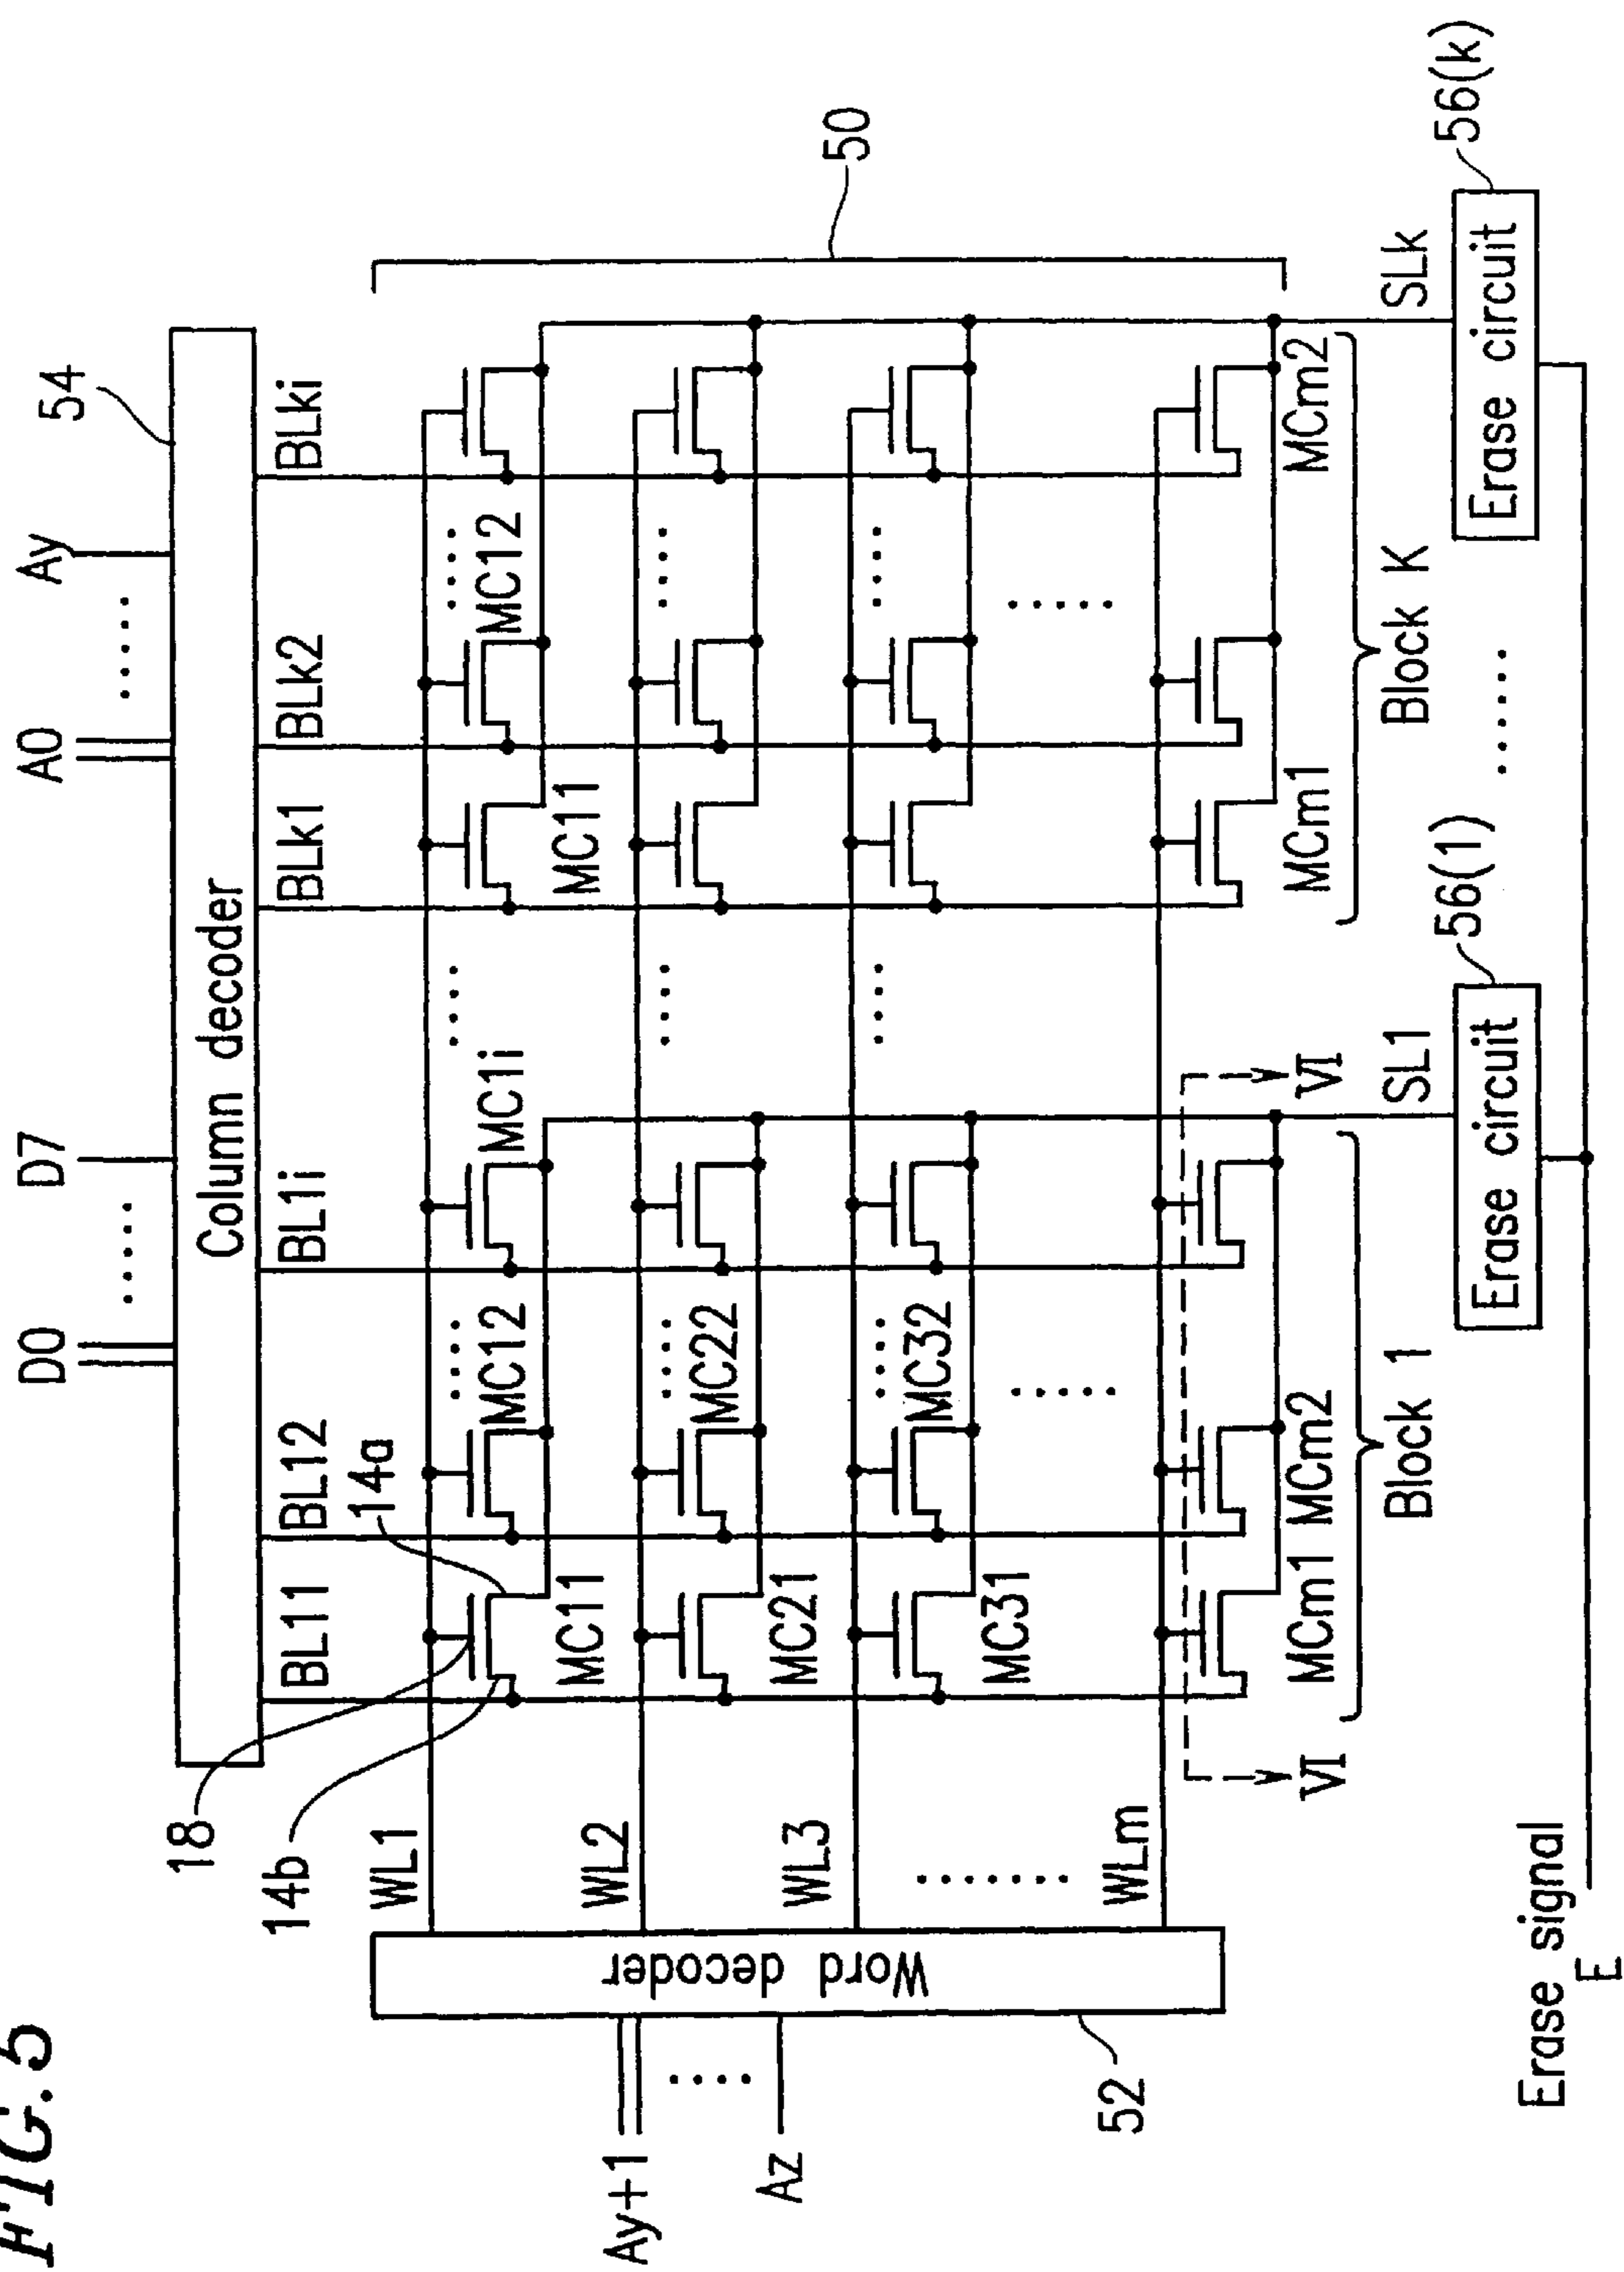 FIG. 5
D0 ..... D7 A0 ..... Ay
54
Column decoder
BL11 BL12 BL1i BLk1 BLk2 BLki
18
14b
14a
WL1
MC11 MC12 ..... MC1i .... MC11 MC12 ....
WL2
MC21 MC22 ..... .... ....
WL3
MC31 MC32 ..... .... ....
....... ..... .....
WLm
MCm1 MCm2 MCm1 MCm2
VI VI
50
Ay+1
....
Az
Word decoder
52
Block 1 Block K
SL1 SLk
56(1) 56(k)
Erase circuit ..... Erase circuit
Erase signal
E